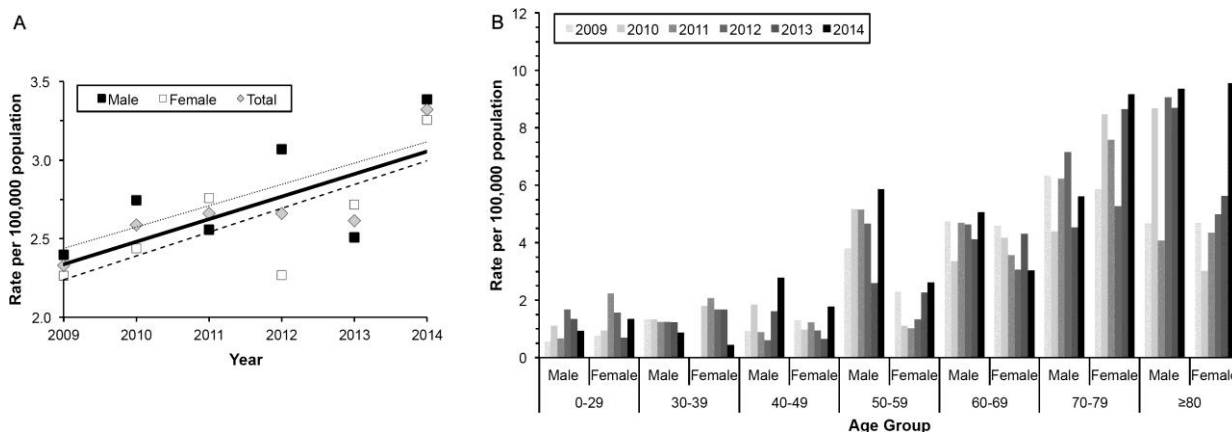 A
Rate per 100,000 population
3.5
3.0
2.5
2.0
Male Female Total
2009 2010 2011 2012 2013 2014
Year
B
Rate per 100,000 population
12
10
8
6
4
2
0
2009 2010 2011 2012 2013 2014
Male Female Male Female Male Female Male Female Male Female Male Female Male Female
0-29 30-39 40-49 50-59 60-69 70-79 ≥80
Age Group